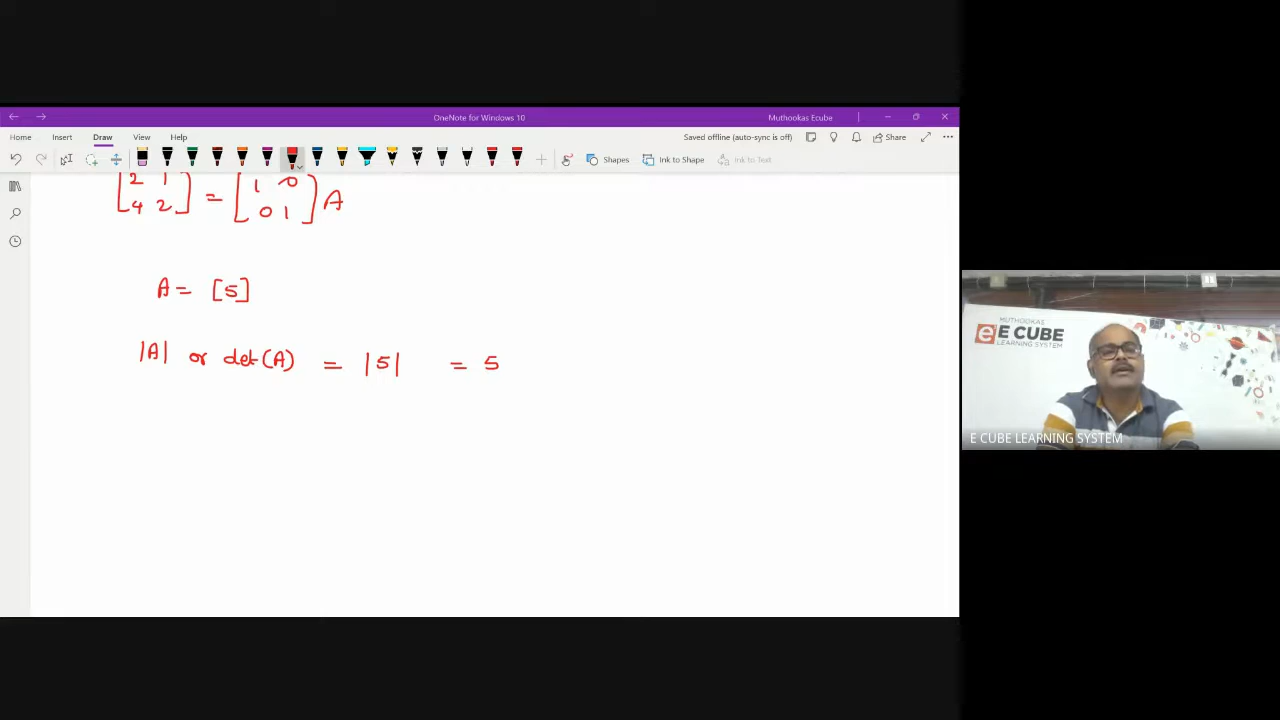 OneNote for Windows 10
Muthookas Ecube
Home Insert Draw View Help
Saved offline (auto-sync is off) Share
Shapes Ink to Shape Ink to Text
[2 1
4 2] = [1 0
0 1] A
A = [5]
|A| or det(A) = |5| = 5
MUTHOOKAS
e E CUBE
LEARNING SYSTEM
E CUBE LEARNING SYSTEM